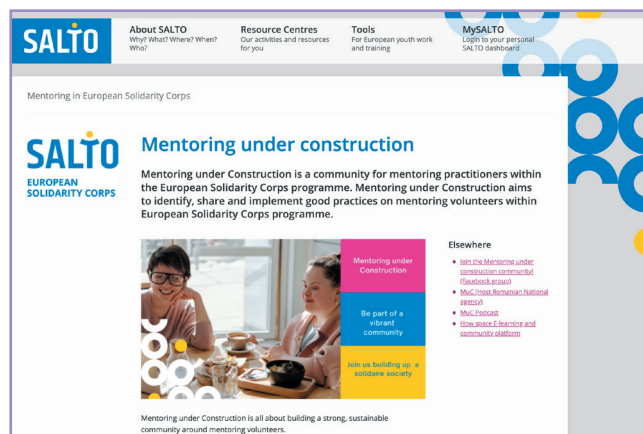 SALTO
About SALTO
Why? What? Where? When?
Who?
Resource Centres
Our activities and resources
for you
Tools
For European youth work
and training
MySALTO
Login to your personal
SALTO dashboard
Mentoring in European Solidarity Corps
SALTO
EUROPEAN
SOLIDARITY CORPS
Mentoring under construction
Mentoring under Construction is a community for mentoring practitioners within
the European Solidarity Corps programme. Mentoring under Construction aims
to identify, share and implement good practices on mentoring volunteers within
European Solidarity Corps programme.
Mentoring under
Construction
Be part of a
vibrant
community
Join us building up a
solidaire society
Elsewhere
Join the Mentoring under
construction community!
(Facebook group)
MuC (Host Romanian National
agency)
MuC Podcast
How space E-learning and
community platform
Mentoring under Construction is all about building a strong, sustainable
community around mentoring volunteers.